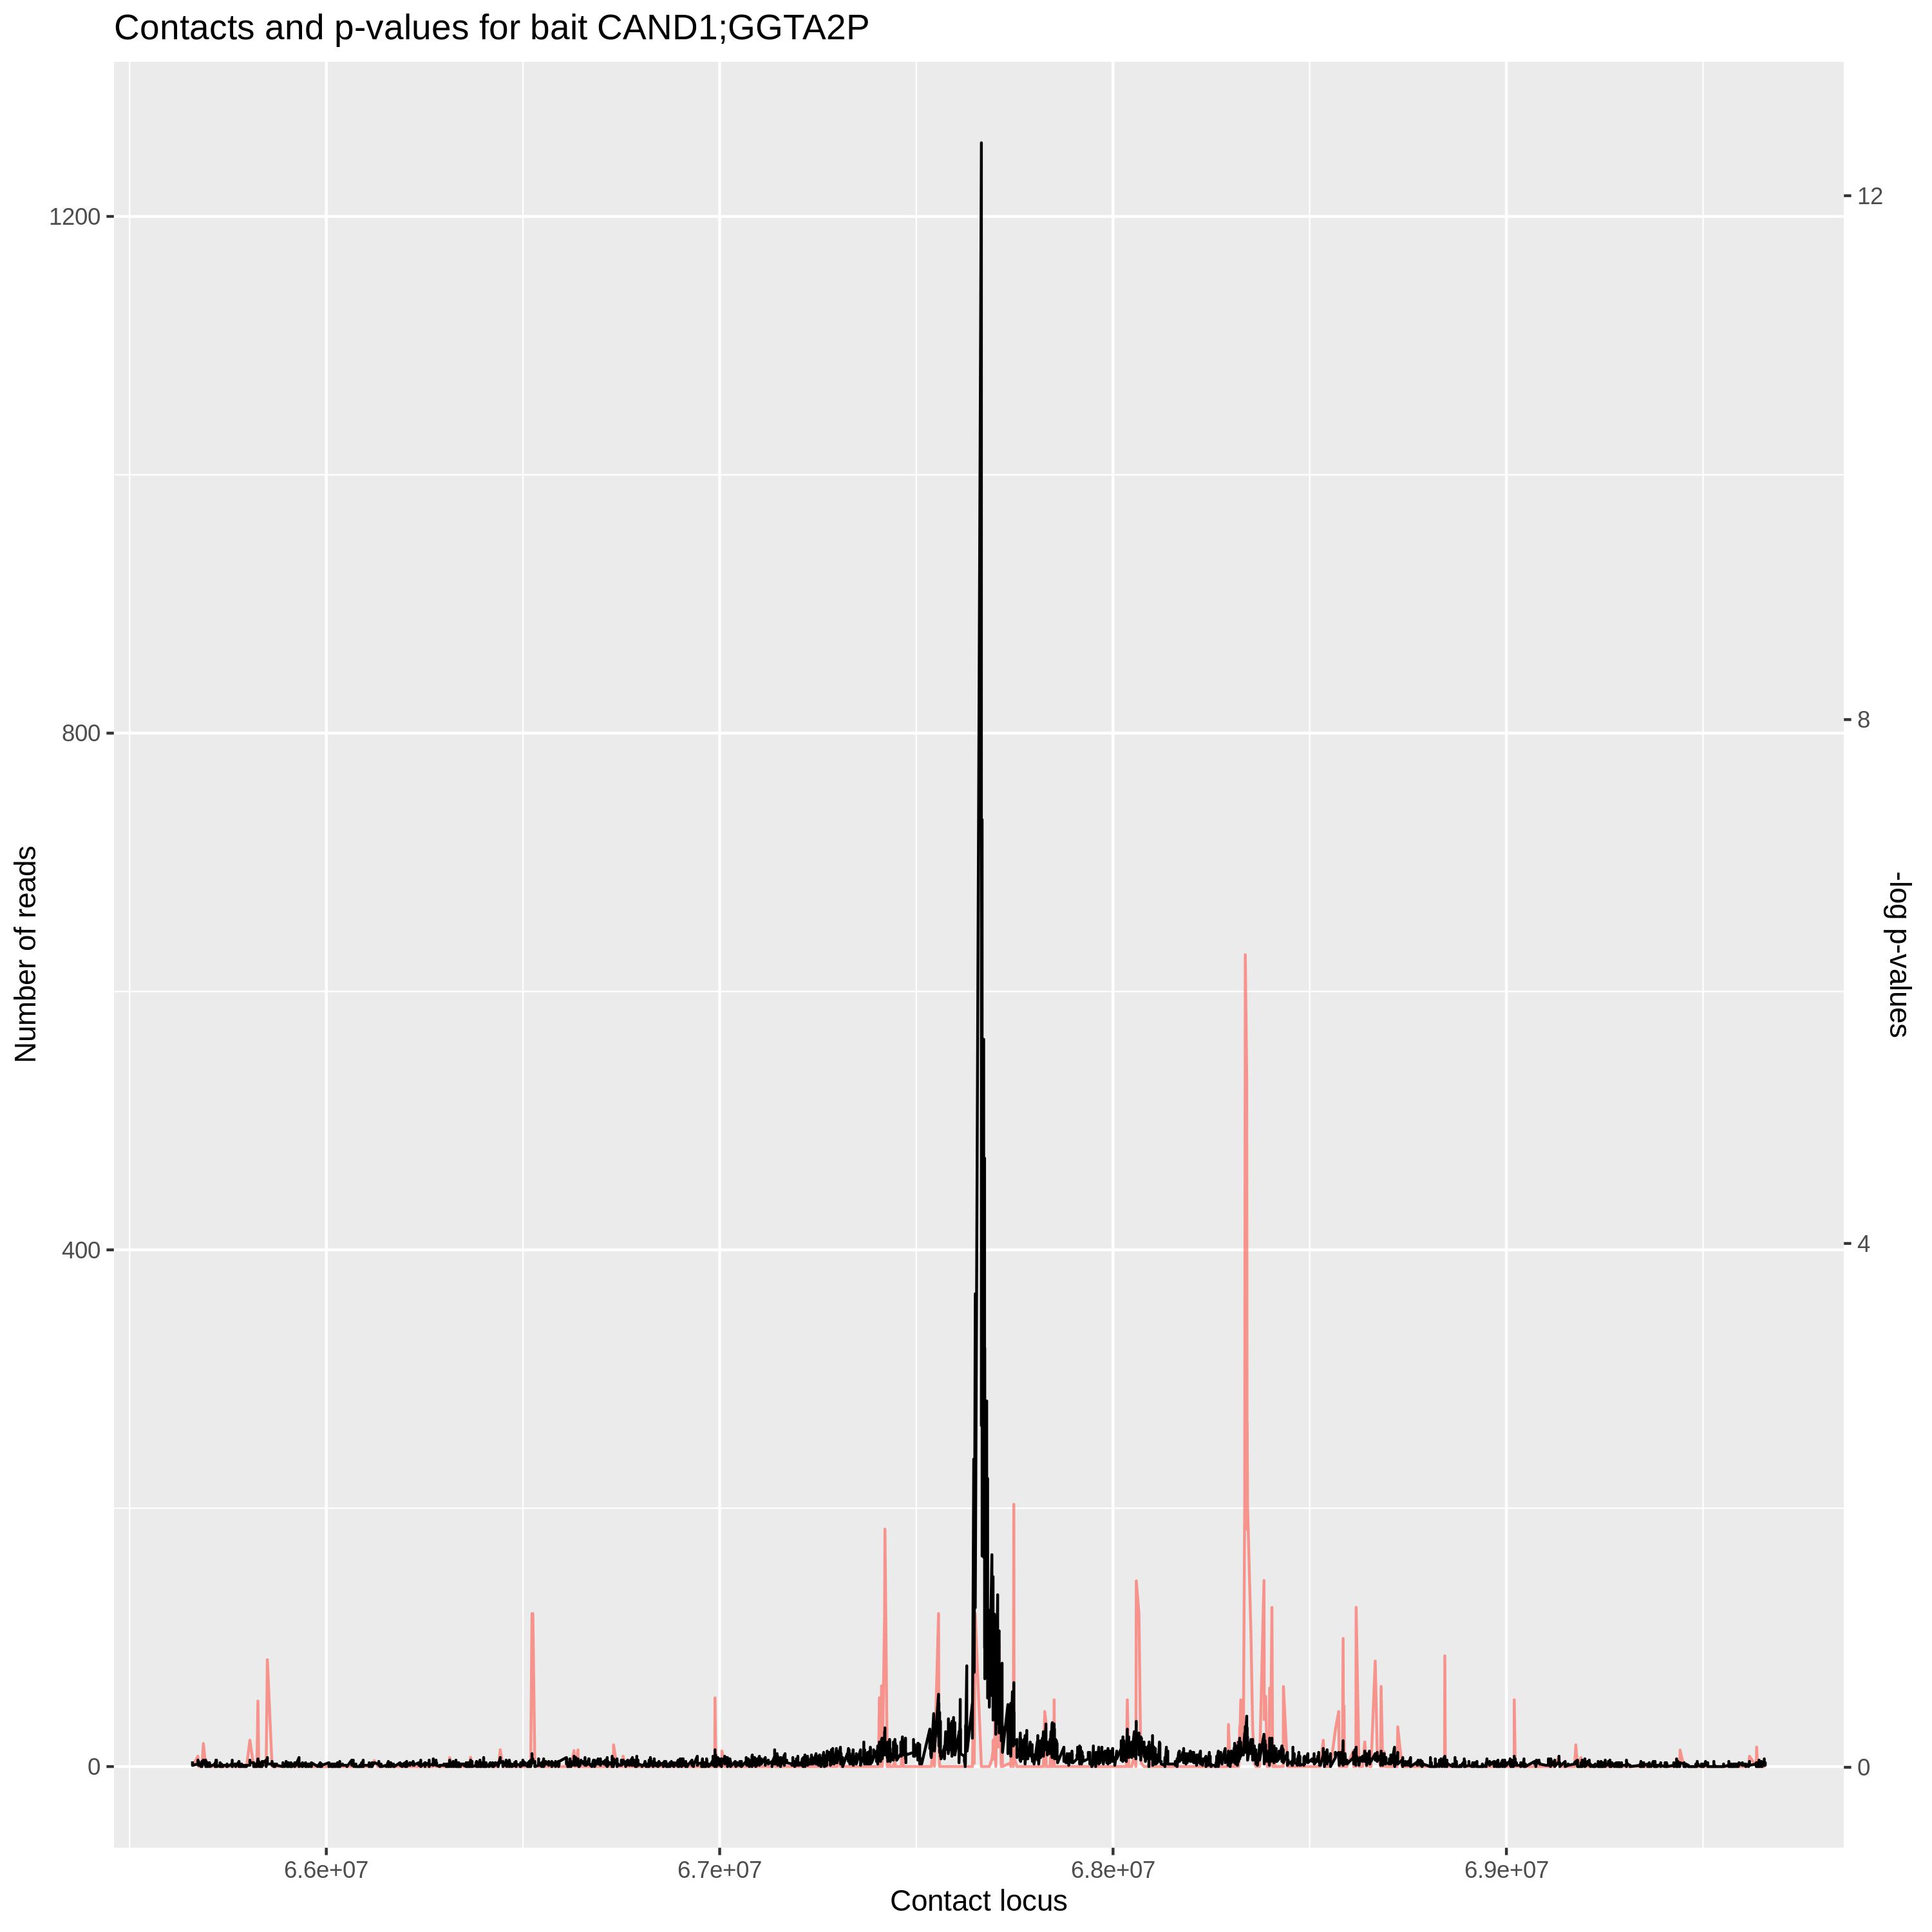 Contacts and p-values for bait CAND1;GGTA2P
1200
800
400
0
Number of reads
12
8
4
0
-log p-values
6.6e+07
6.7e+07
6.8e+07
6.9e+07
Contact locus